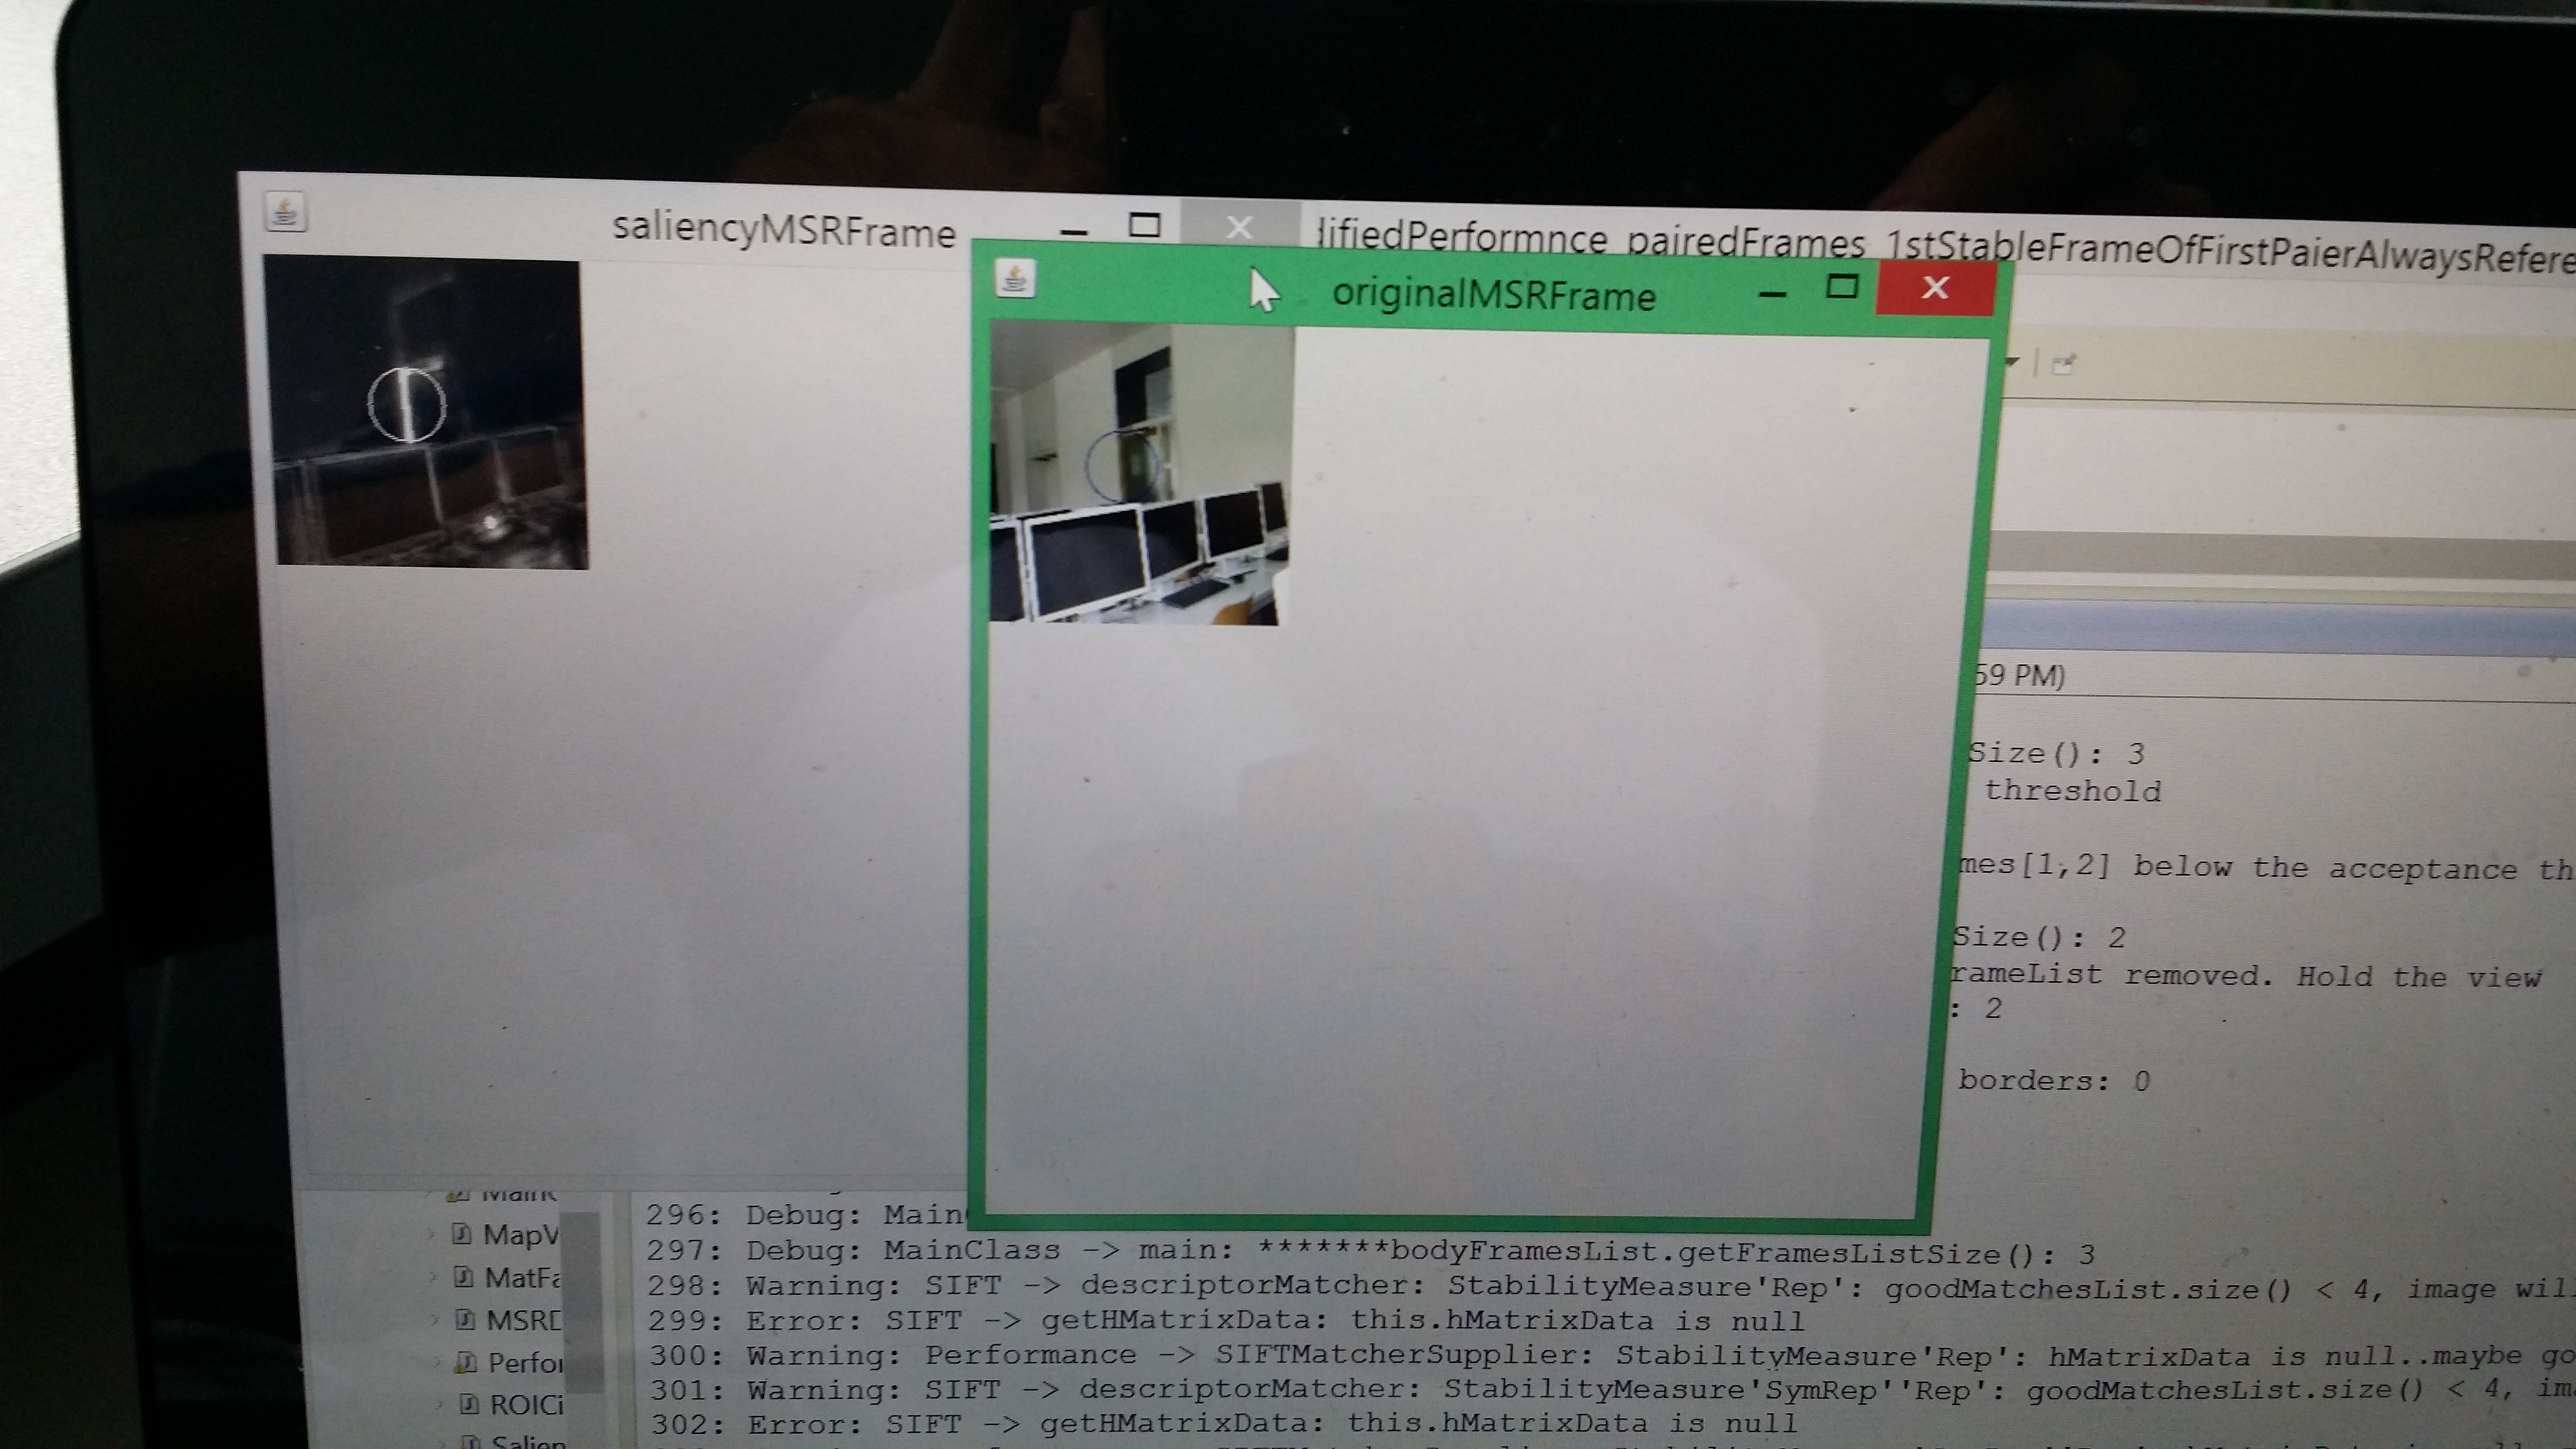 saliencyMSRFrame
lifiedPerformnce_pairedFrames_1stStableFrameOfFirstPaierAlwaysRefere
originalMSRFrame
59 PM)
Size(): 3
threshold
mes[1,2] below the acceptance th
Size(): 2
rameList removed. Hold the view
: 2
borders: 0
MainC
MapV
MatFa
MSRD
Perfor
ROICi
Salien
296: Debug: Main
297: Debug: MainClass -> main: *******bodyFramesList.getFramesListSize(): 3
298: Warning: SIFT -> descriptorMatcher: StabilityMeasure'Rep': goodMatchesList.size() < 4, image wil
299: Error: SIFT -> getHMatrixData: this.hMatrixData is null
300: Warning: Performance -> SIFTMatcherSupplier: StabilityMeasure'Rep': hMatrixData is null..maybe go
301: Warning: SIFT -> descriptorMatcher: StabilityMeasure'SymRep''Rep': goodMatchesList.size() < 4, im
302: Error: SIFT -> getHMatrixData: this.hMatrixData is null